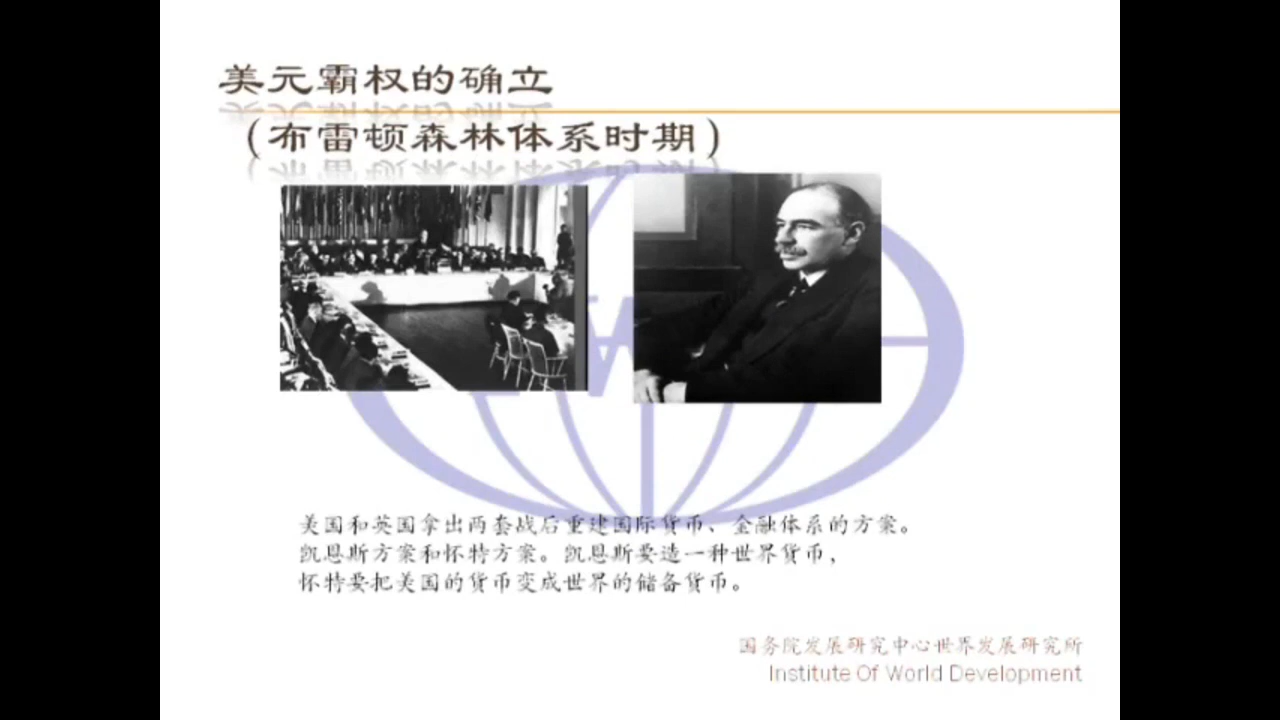 美元霸权的确立
（布雷顿森林体系时期）
美国和英国拿出两套战后重建国际货币、金融体系的方案。
凯恩斯方案和怀特方案。凯恩斯要造一种世界货币，
怀特要把美国的货币变成世界的储备货币。
国务院发展研究中心世界发展研究所
Institute Of World Development